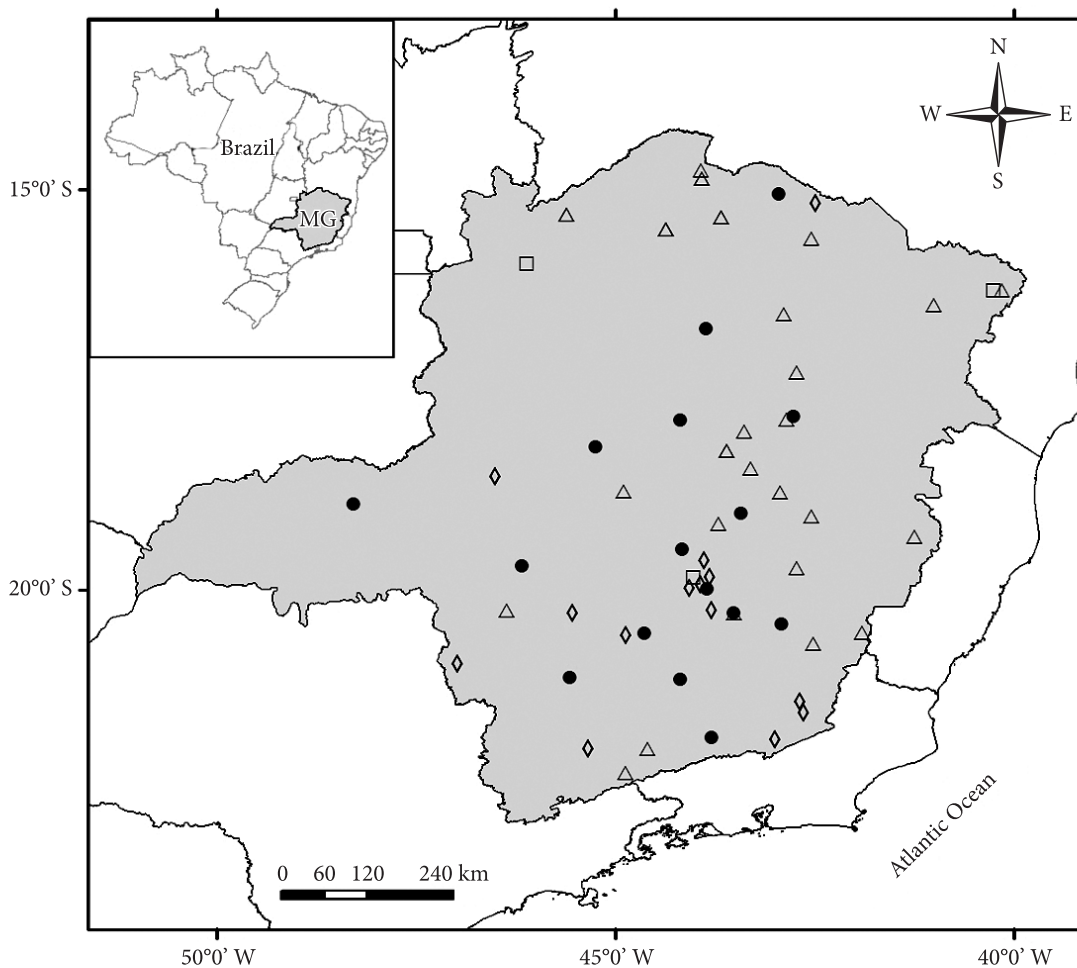 N
W E
S
Brazil
MG
15°0′ S
20°0′ S
0 60 120 240 km
Atlantic Ocean
50°0′ W 45°0′ W 40°0′ W